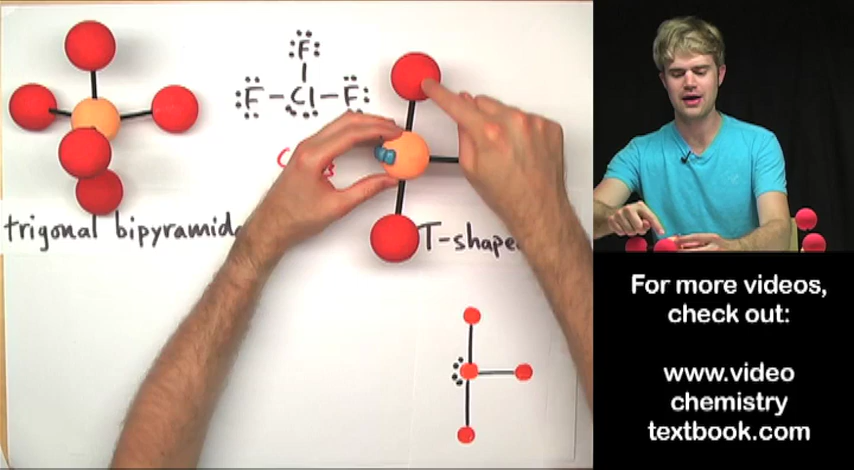 F
F - Cl - F
trigonal bipyramid
T-shape
For more videos,
check out:
www.video
chemistry
textbook.com